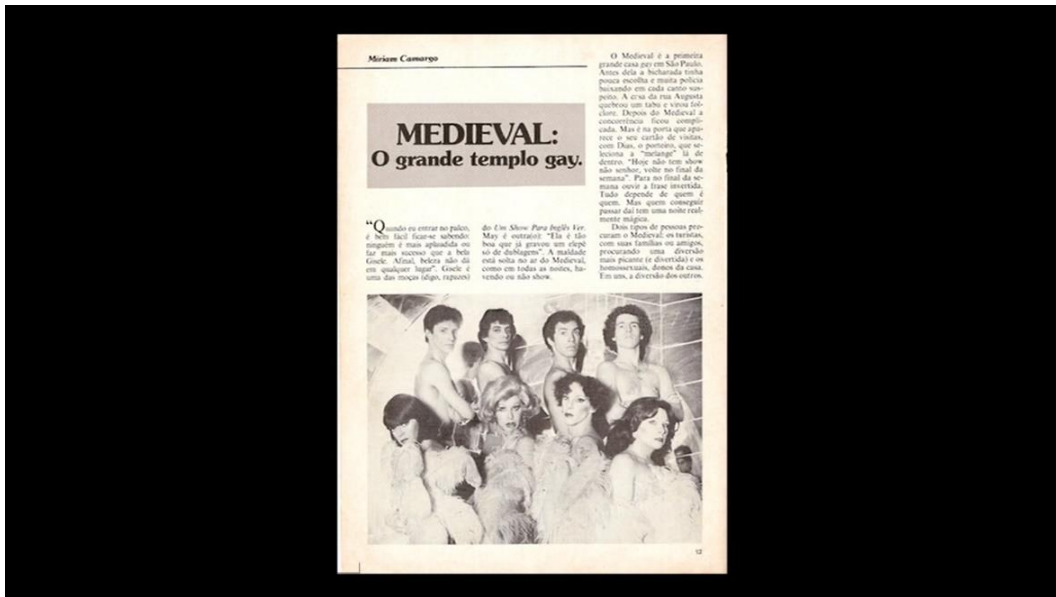 Míriam Camargo
MEDIEVAL:
O grande templo gay.
“Quando eu entrar no palco,
é bem fácil ficar-se sabendo:
ninguém é mais aplaudida ou
faz mais sucesso que a bela
Gisele. Afinal, beleza não dá
em qualquer lugar”. Gisele é
uma das moças (digo, rapazes)
do Um Show Para Inglês Ver.
May é outra(o): “Ela é tão
boa que já gravou um elepê
só de dublagens”. A maldade
está solta no ar do Medieval,
como em todas as noites, ha-
vendo ou não show.
O Medieval é a primeira
grande casa gay em São Paulo.
Antes dela a bicharada tinha
pouca escolha e muita polícia
baixando em cada canto sus-
peito. A casa da rua Augusta
quebrou um tabu e virou fol-
clore. Depois do Medieval a
concorrência ficou compli-
cada. Mas é na porta que apa-
rece o seu cartão de visitas,
com Dias, o porteiro, que se-
leciona a “melange” lá de
dentro. “Hoje não tem show
não senhor, volte no final da
semana”. Para no final da se-
mana ouvir a frase invertida.
Tudo depende de quem é
quem. Mas quem conseguir
passar daí tem uma noite real-
mente mágica.
Dois tipos de pessoas pro-
curam o Medieval: os turistas,
com suas famílias ou amigos,
procurando uma diversão
mais picante (e divertida) e os
homossexuais, donos da casa.
Em uns, a diversão dos outros.